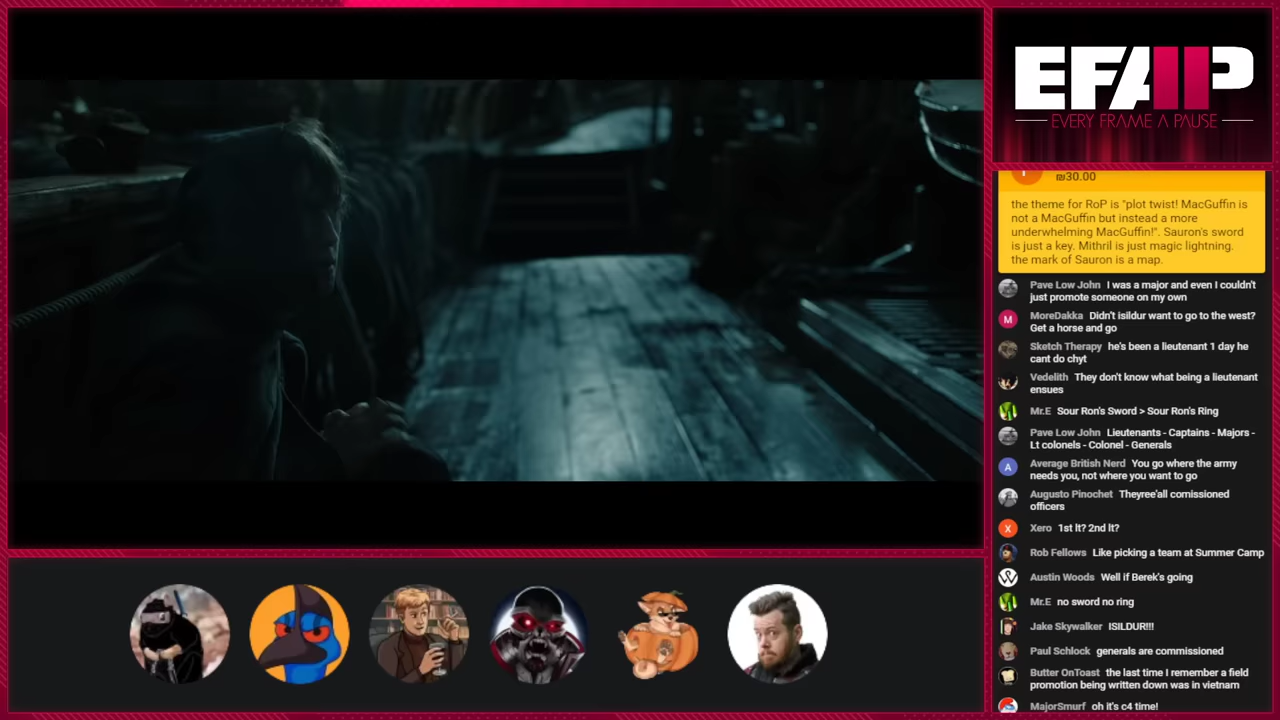 EFAP
EVERY FRAME A PAUSE
₪30.00
the theme for RoP is "plot twist! MacGuffin is
not a MacGuffin but instead a more
underwhelming MacGuffin!". Sauron's sword
is just a key. Mithril is just magic lightning.
the mark of Sauron is a map.
Pave Low John I was a major and even I couldn't
just promote someone on my own
M
MoreDakka Didn't isildur want to go to the west?
Get a horse and go
Sketch Therapy he's been a lieutenant 1 day he
cant do chyt
Vedelith They don't know what being a lieutenant
ensues
Mr.E Sour Ron's Sword > Sour Ron's Ring
Pave Low John Lieutenants - Captains - Majors -
Lt colonels - Colonel - Generals
A
Average British Nerd You go where the army
needs you, not where you want to go
Augusto Pinochet Theyree'all comissioned
officers
X
Xero 1st lt? 2nd lt?
Rob Fellows Like picking a team at Summer Camp
Austin Woods Well if Berek's going
Mr.E no sword no ring
Jake Skywalker ISILDUR!!!
Paul Schlock generals are commissioned
Butter OnToast the last time I remember a field
promotion being written down was in vietnam
MajorSmurf oh it's c4 time!